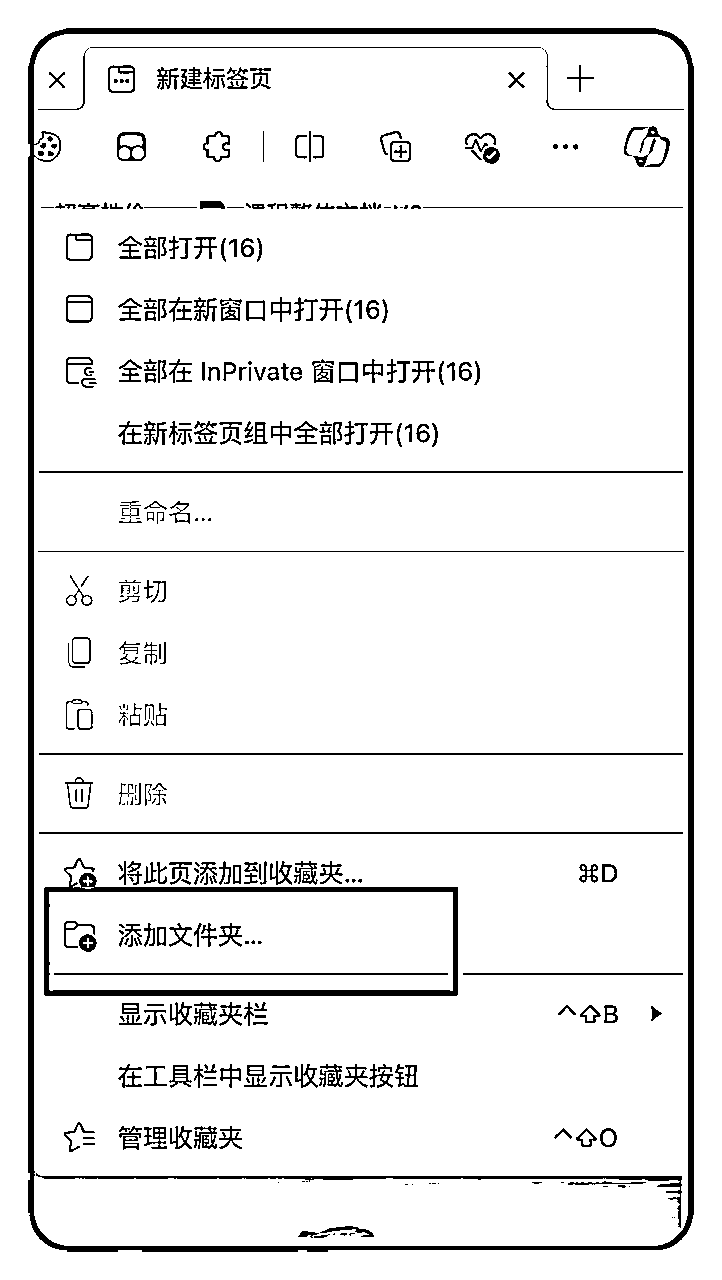 新建标签页
全部打开(16)
全部在新窗口中打开(16)
全部在 InPrivate 窗口中打开(16)
在新标签页组中全部打开(16)
重命名...
剪切
复制
粘贴
删除
将此页添加到收藏夹... ⌘D
添加文件夹...
显示收藏夹栏 ^⇧B
在工具栏中显示收藏夹按钮
管理收藏夹 ^⇧O